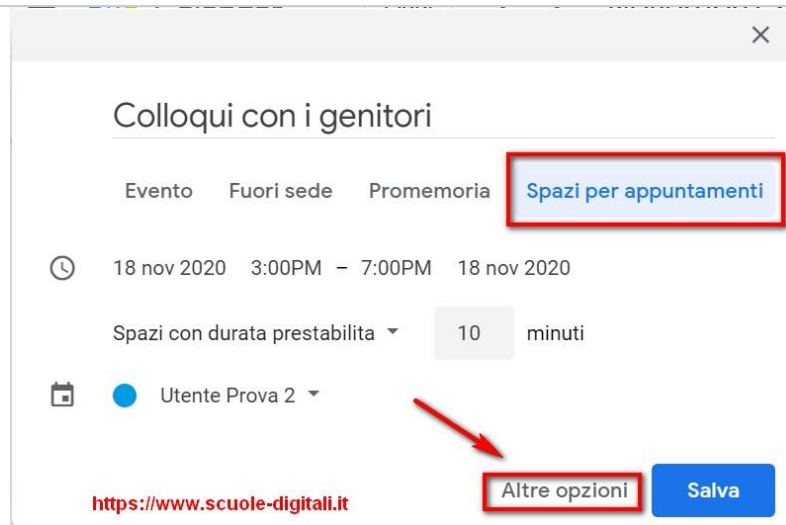 Colloqui con i genitori
Evento Fuori sede Promemoria Spazi per appuntamenti
18 nov 2020 3:00PM – 7:00PM 18 nov 2020
Spazi con durata prestabilita 10 minuti
Utente Prova 2
Altre opzioni Salva
https://www.scuole-digitali.it